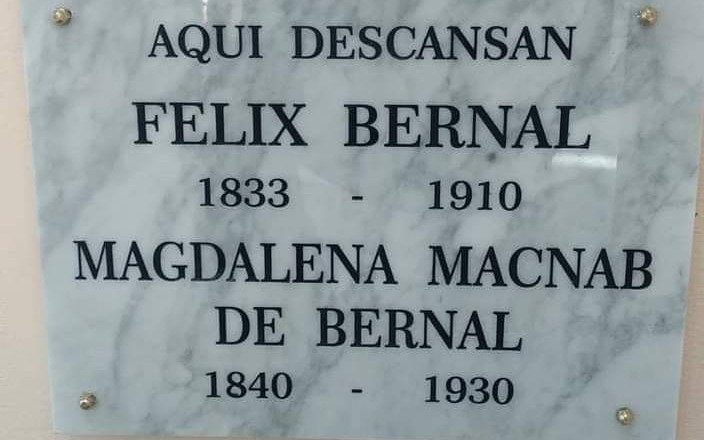 AQUI DESCANSAN
FELIX BERNAL
1833 - 1910
MAGDALENA MACNAB
DE BERNAL
1840 - 1930